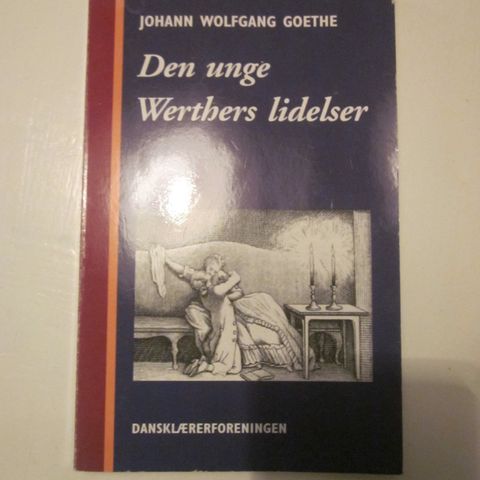 JOHANN WOLFGANG GOETHE
Den unge
Werthers lidelser
DANSKLÆRERFORENINGEN